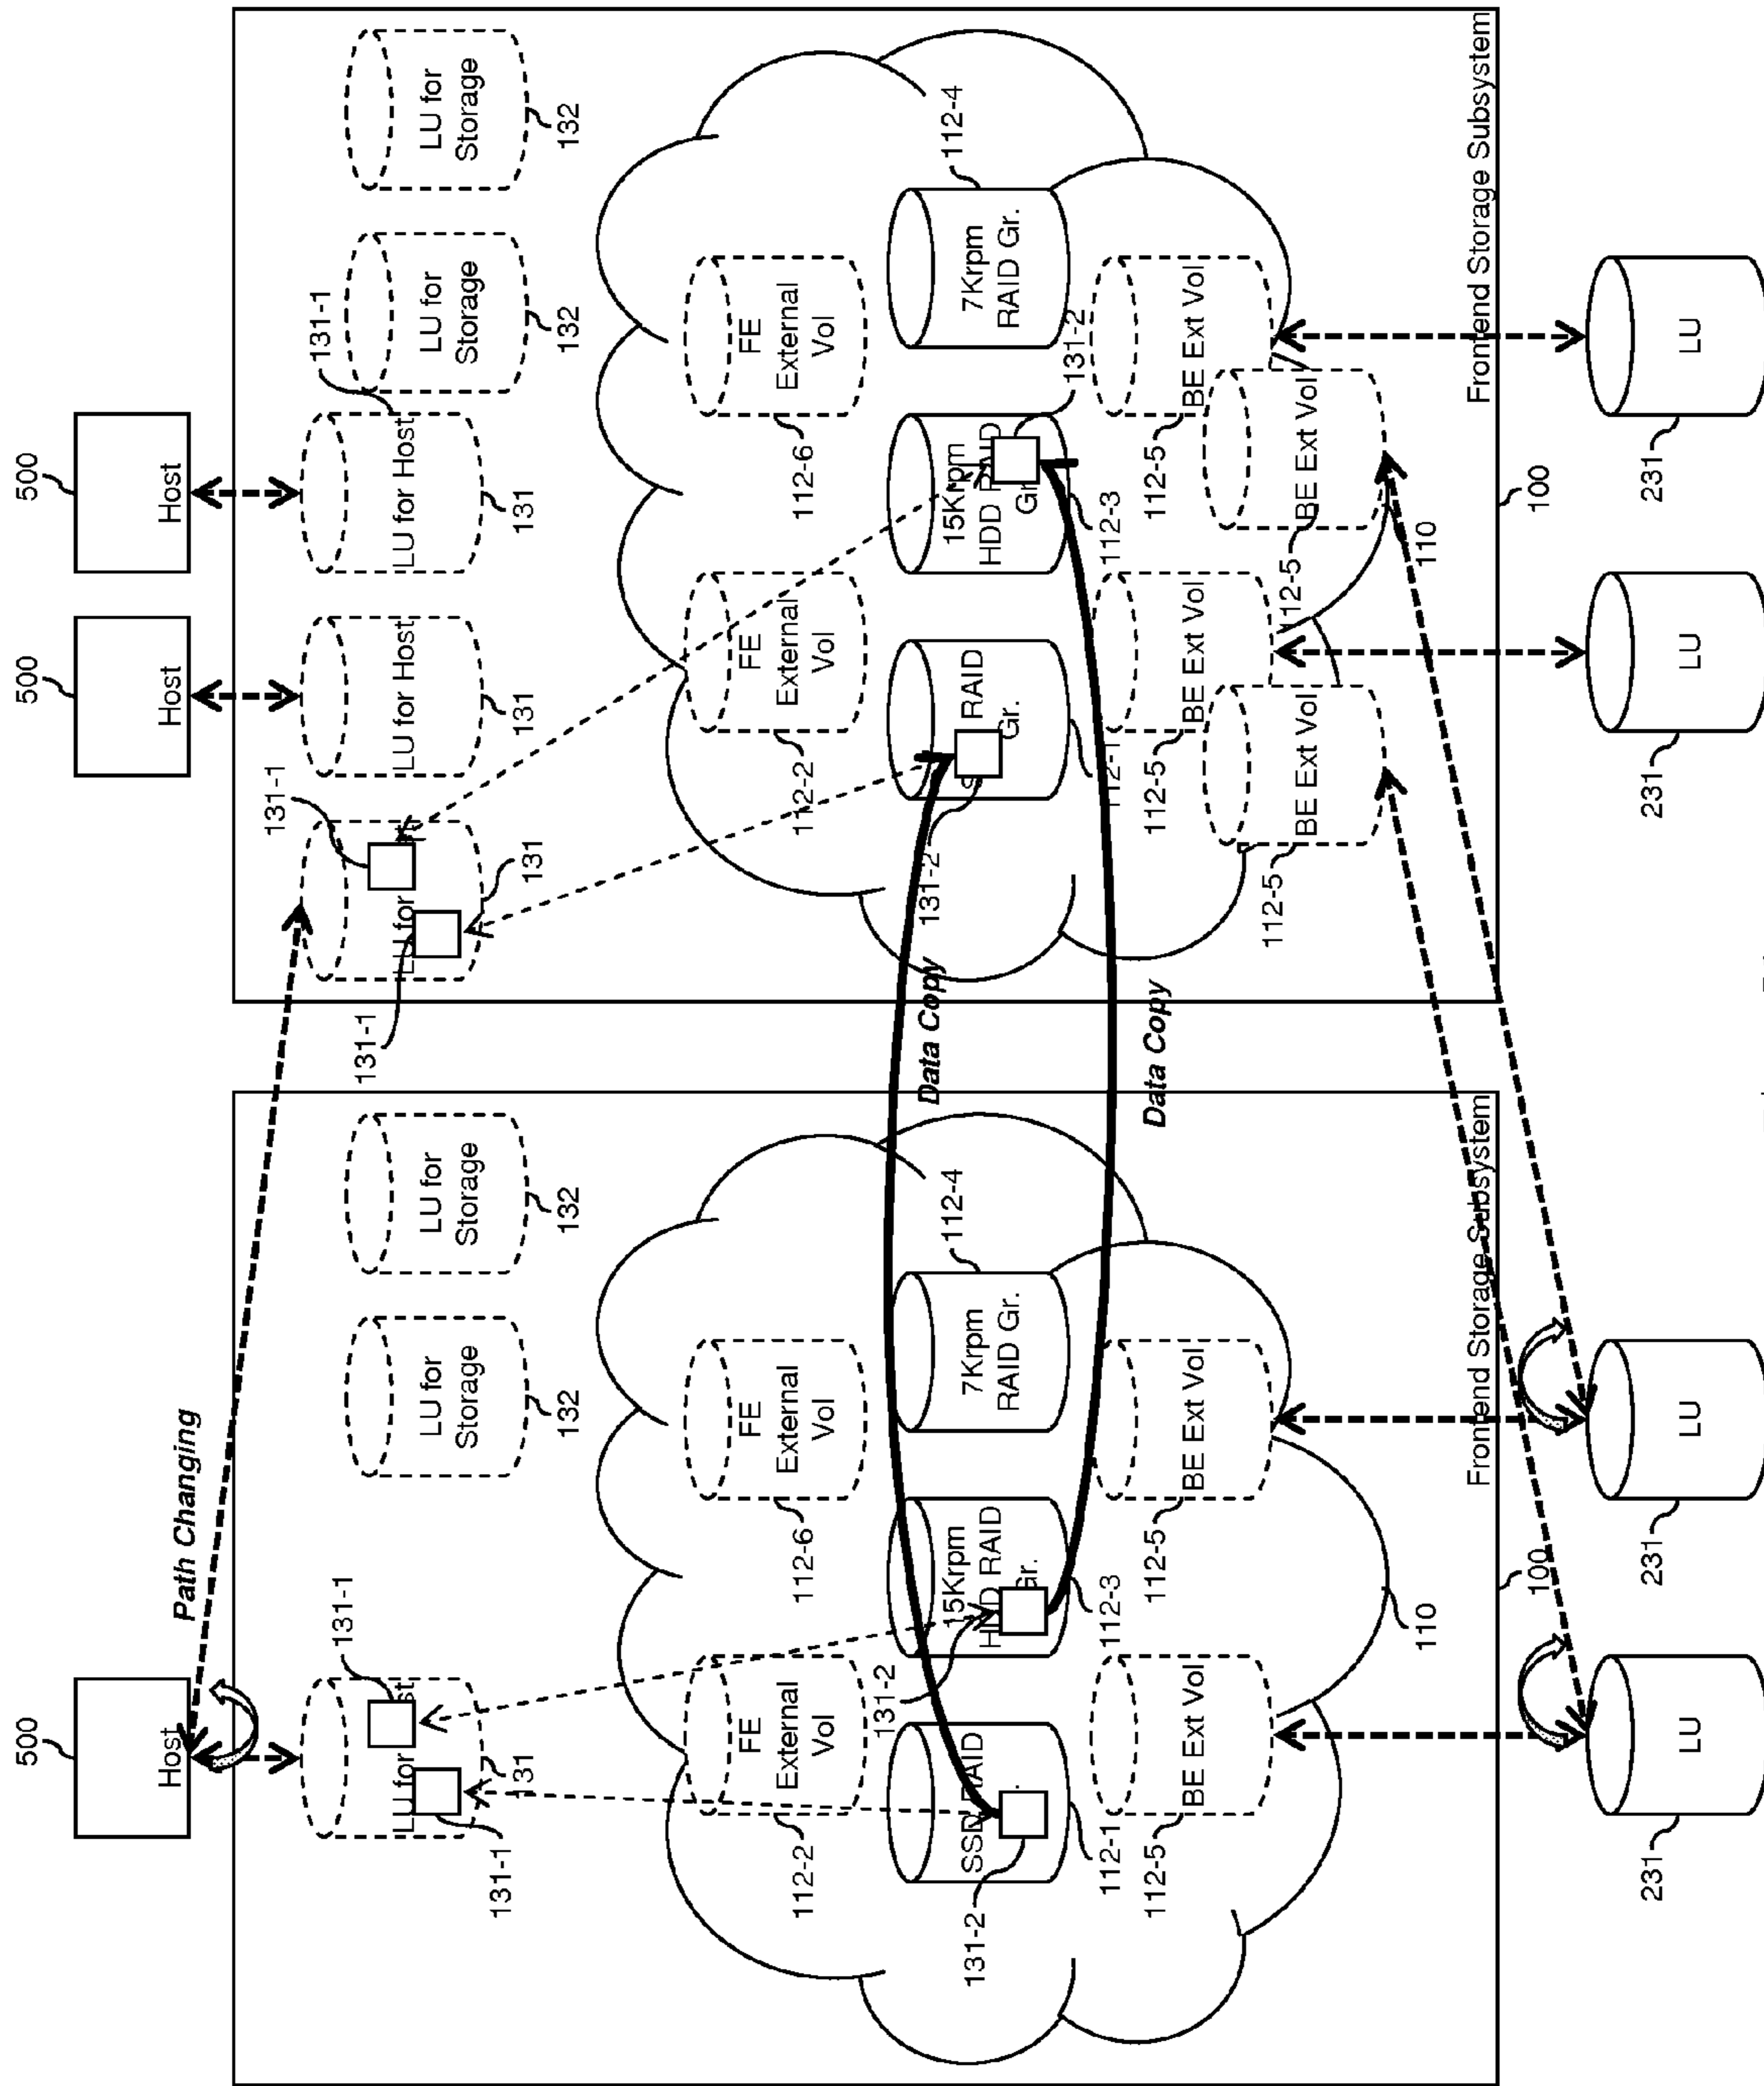 500
Host
Path Changing
131-1
LU for
131
131-1
LU for
Storage
132
LU for
Storage
132
FE
External
Vol
112-2
FE
External
Vol
112-6
SSD RAID
131-2
112-1
15Krpm
HDD RAID
Gr.
131-2
112-3
7Krpm
RAID Gr.
112-4
BE Ext Vol
112-5
BE Ext Vol
112-5
110
Frontend Storage Subsystem
100
LU
231
LU
231
Data Copy
Data Copy
500
Host
500
Host
131-1
LU for
131
131-1
LU for Host
131
LU for Host
131
131-1
LU for
Storage
132
LU for
Storage
132
FE
External
Vol
112-2
FE
External
Vol
112-6
RAID
Gr.
131-2
112-1
15Krpm
HDD RAID
Gr.
131-2
112-3
7Krpm
RAID Gr.
112-4
BE Ext Vol
112-5
BE Ext Vol
112-5
BE Ext Vol
112-5
BE Ext Vol
112-5
110
Frontend Storage Subsystem
100
LU
231
LU
231